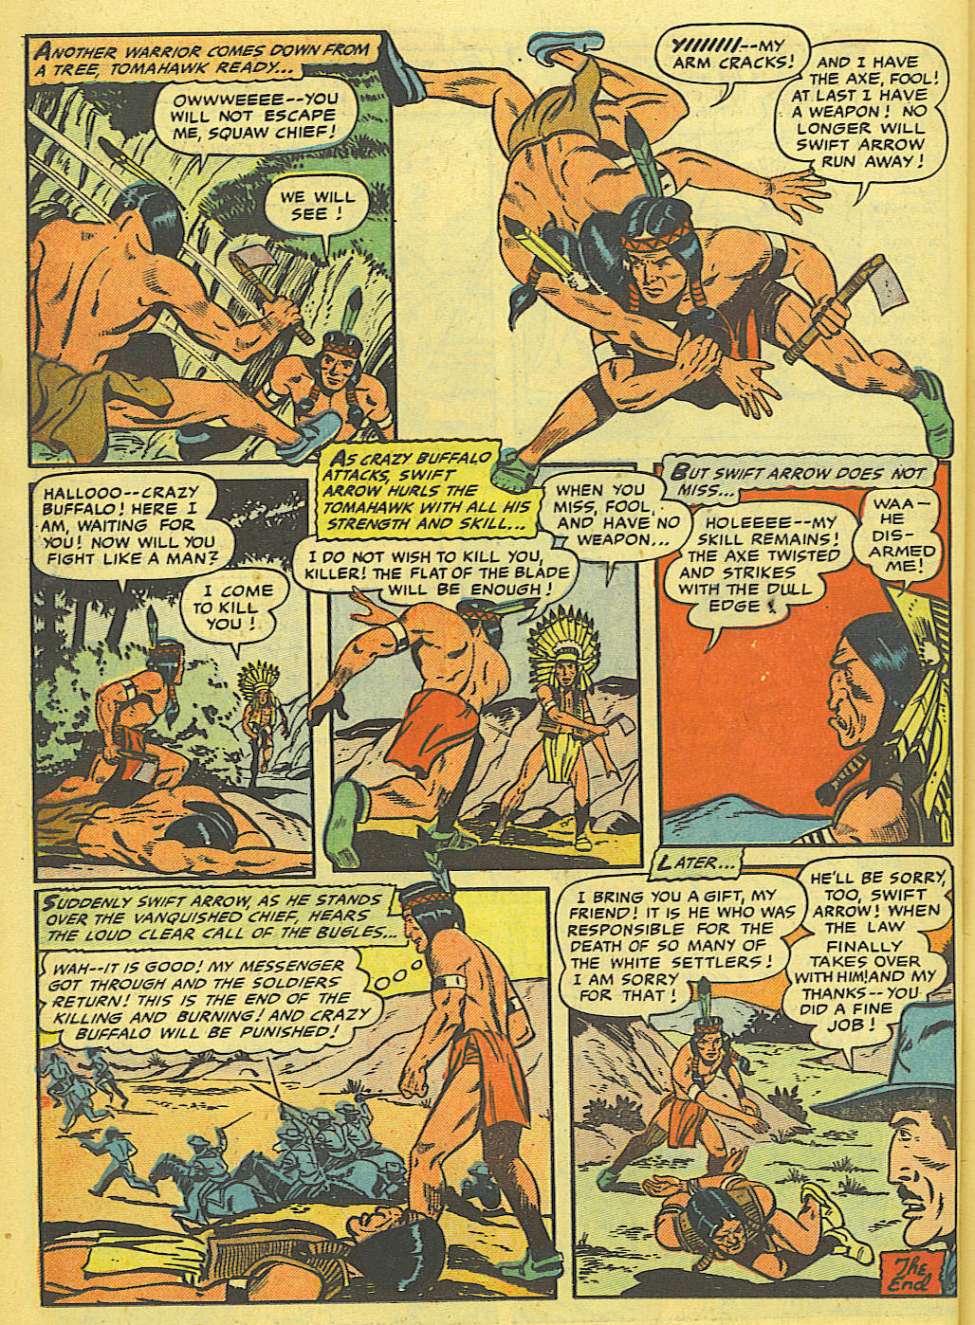 ANOTHER WARRIOR COMES DOWN FROM
A TREE, TOMAHAWK READY...
OWWWEEEE--YOU
WILL NOT ESCAPE
ME, SQUAW CHIEF!
WE WILL
SEE!
YIIIIIII--MY
ARM CRACKS!
AND I HAVE
THE AXE, FOOL!
AT LAST I HAVE
A WEAPON! NO
LONGER WILL
SWIFT ARROW
RUN AWAY!
HALLOOO--CRAZY
BUFFALO! HERE I
AM, WAITING FOR
YOU! NOW WILL YOU
FIGHT LIKE A MAN?
I COME
TO KILL
YOU!
AS CRAZY BUFFALO
ATTACKS, SWIFT
ARROW HURLS THE
TOMAHAWK WITH ALL HIS
STRENGTH AND SKILL...
I DO NOT WISH TO KILL YOU,
KILLER! THE FLAT OF THE BLADE
WILL BE ENOUGH!
WHEN YOU
MISS, FOOL,
AND HAVE NO
WEAPON...
BUT SWIFT ARROW DOES NOT
MISS...
HOLEEEE--MY
SKILL REMAINS!
THE AXE TWISTED
AND STRIKES
WITH THE DULL
EDGE!
WAA--
HE
DIS-
ARMED
ME!
SUDDENLY SWIFT ARROW, AS HE STANDS
OVER THE VANQUISHED CHIEF, HEARS
THE LOUD CLEAR CALL OF THE BUGLES...
WAH--IT IS GOOD! MY MESSENGER
GOT THROUGH AND THE SOLDIERS
RETURN! THIS IS THE END OF THE
KILLING AND BURNING! AND CRAZY
BUFFALO WILL BE PUNISHED!
LATER...
I BRING YOU A GIFT, MY
FRIEND! IT IS HE WHO WAS
RESPONSIBLE FOR THE
DEATH OF SO MANY OF
THE WHITE SETTLERS!
I AM SORRY
FOR THAT!
HE'LL BE SORRY,
TOO, SWIFT
ARROW! WHEN
THE LAW
FINALLY
TAKES OVER
WITH HIM! AND MY
THANKS--YOU
DID A FINE
JOB!
The
End